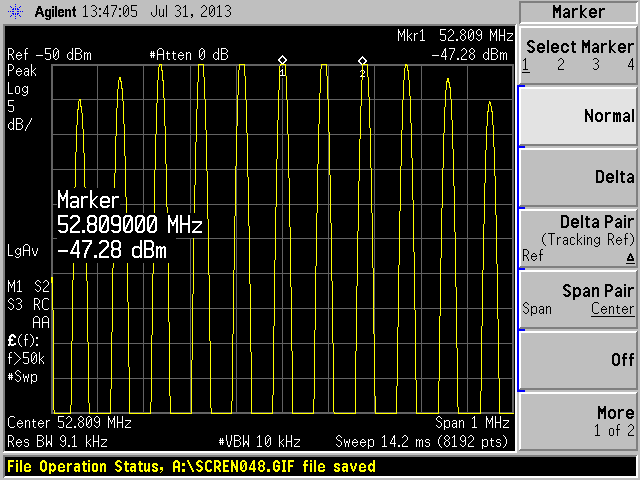 Agilent 13:47:05 Jul 31, 2013
Marker
Mkr1 52.809 MHz
Ref -50 dBm #Atten 0 dB -47.28 dBm
Peak
Log
5
dB/
1
2
Marker
52.809000 MHz
-47.28 dBm
LgAv
M1 S2
S3 RC
AA
£(f):
f>50k
#Swp
Center 52.809 MHz Span 1 MHz
Res BW 9.1 kHz #VBW 10 kHz Sweep 14.2 ms (8192 pts)
File Operation Status, A:\SCREN048.GIF file saved
Select Marker
1 2 3 4
Normal
Delta
Delta Pair
(Tracking Ref)
Ref Δ
Span Pair
Span Center
Off
More
1 of 2